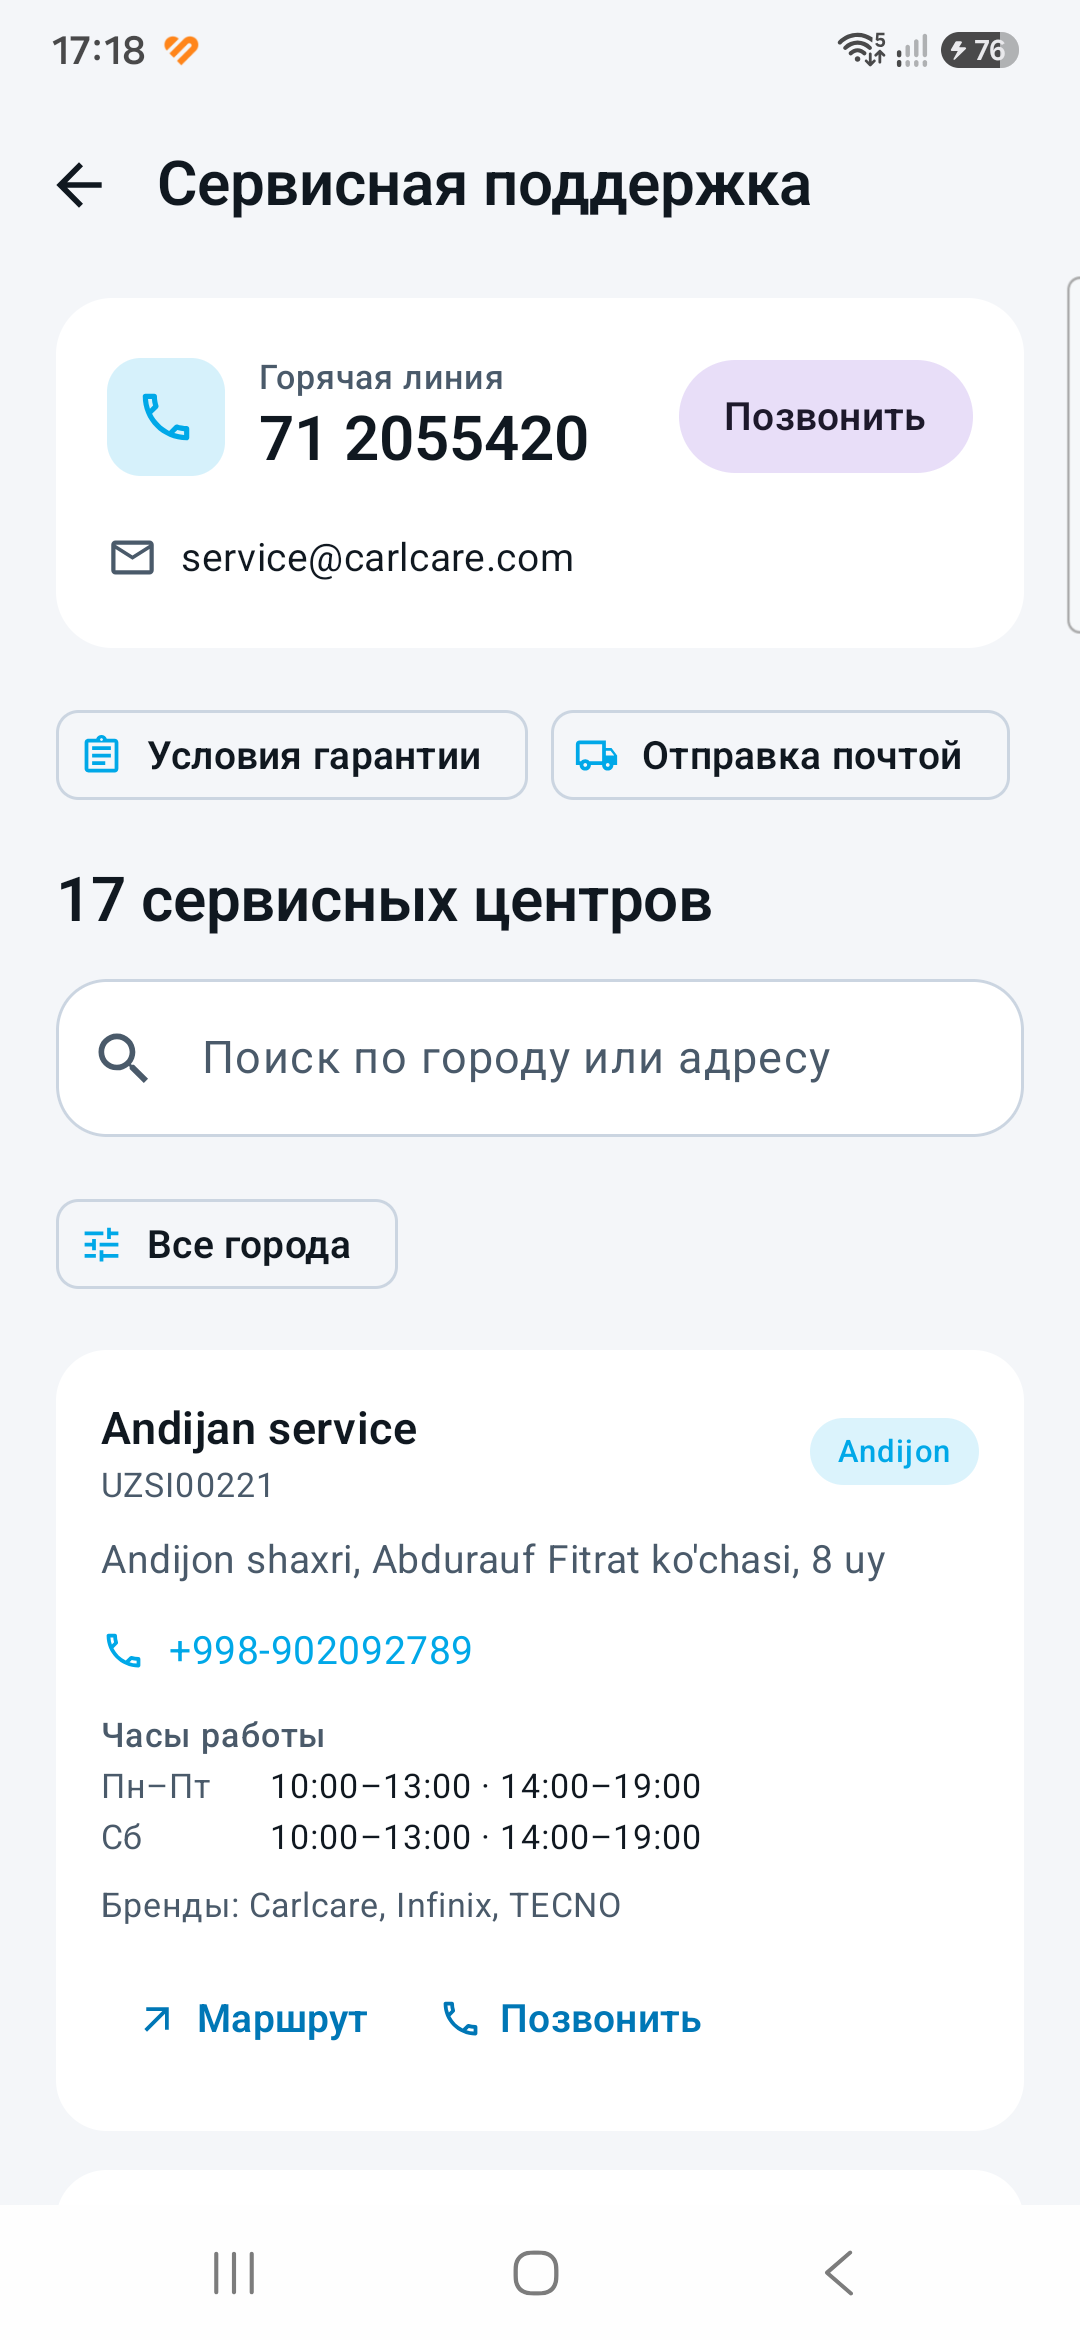 17:18
5
76
Сервисная поддержка
Горячая линия
71 2055420
Позвонить
service@carlcare.com
Условия гарантии
Отправка почтой
17 сервисных центров
Поиск по городу или адресу
Все города
Andijan service
Andijon
UZSI00221
Andijon shaxri, Abdurauf Fitrat ko'chasi, 8 uy
+998-902092789
Часы работы
Пн–Пт 10:00–13:00 · 14:00–19:00
Сб 10:00–13:00 · 14:00–19:00
Бренды: Carlcare, Infinix, TECNO
Маршрут
Позвонить